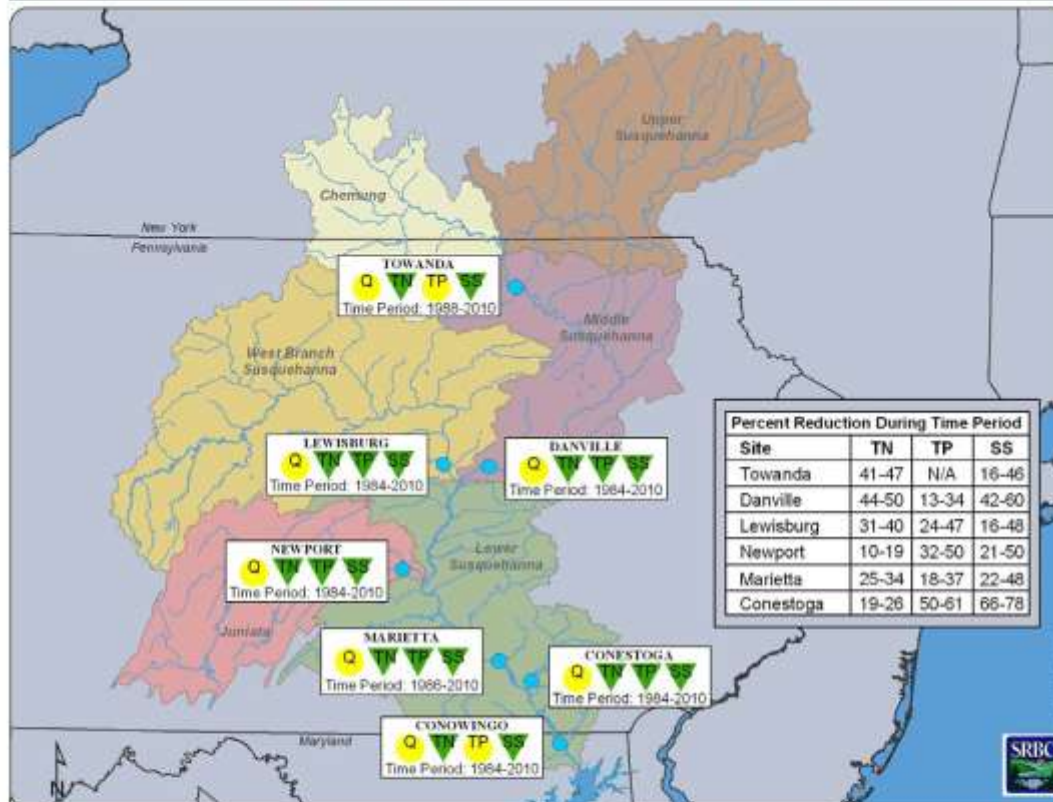 Upper
Susquehanna
Chemung
New York
Pennsylvania
TOWANDA
Q TN TP SS
Time Period: 1988-2010
Middle
Susquehanna
West Branch
Susquehanna
LEWISBURG
Q TN TP SS
Time Period: 1984-2010
DANVILLE
Q TN TP SS
Time Period: 1984-2010
Percent Reduction During Time Period
Site TN TP SS
Towanda 41-47 N/A 16-46
Danville 44-50 13-34 42-60
Lewisburg 31-40 24-47 16-48
Newport 10-19 32-50 21-50
Marietta 25-34 18-37 22-48
Conestoga 19-26 50-61 66-78
NEWPORT
Q TN TP SS
Time Period: 1984-2010
Lower
Susquehanna
Juniata
MARIETTA
Q TN TP SS
Time Period: 1986-2010
CONESTOGA
Q TN TP SS
Time Period: 1984-2010
CONOWINGO
Q TN TP SS
Time Period: 1984-2010
Maryland
N
SRBC